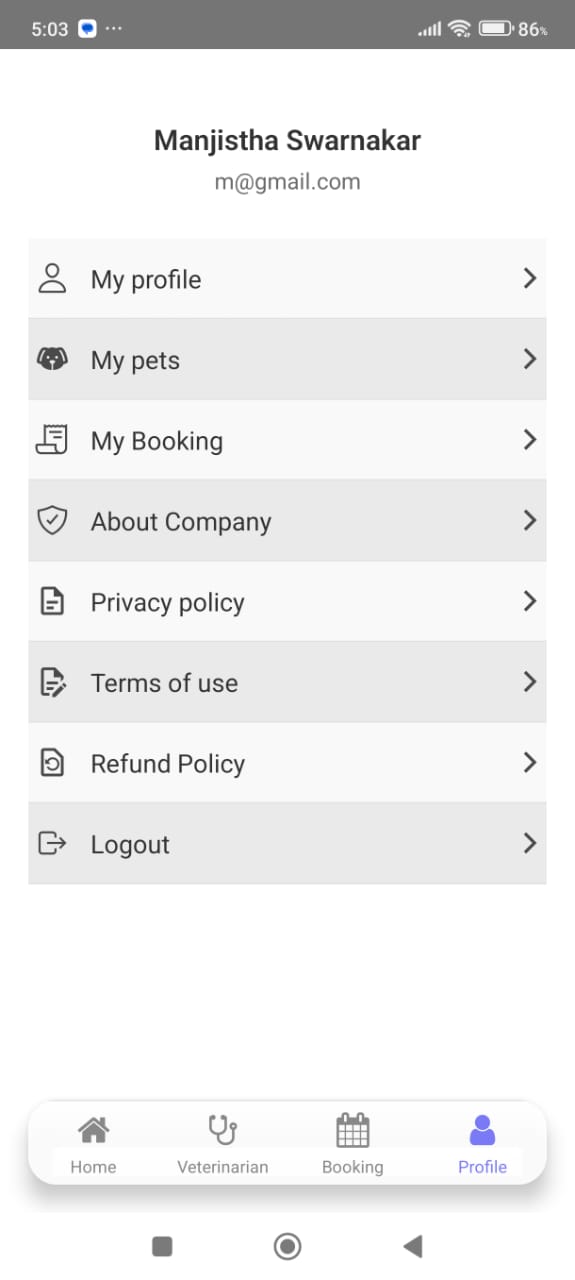 5:03 ... 86%
Manjistha Swarnakar
m@gmail.com
My profile
My pets
My Booking
About Company
Privacy policy
Terms of use
Refund Policy
Logout
Home Veterinarian Booking Profile